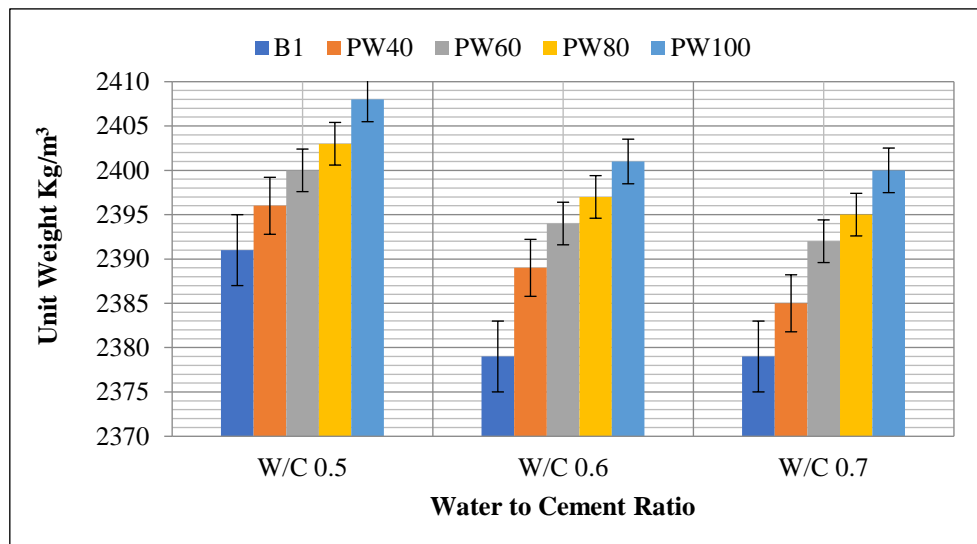 B1 PW40 PW60 PW80 PW100
2410
2405
2400
2395
2390
2385
2380
2375
2370
Unit Weight Kg/m³
W/C 0.5 W/C 0.6 W/C 0.7
Water to Cement Ratio